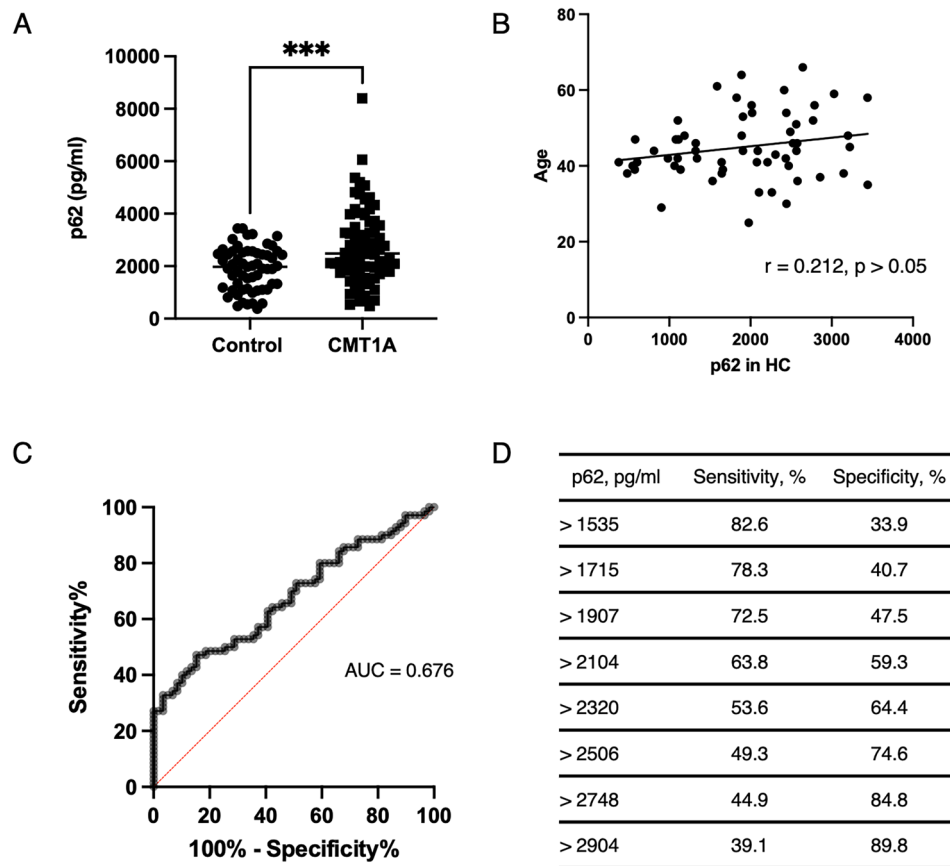 A
***
10000
8000
6000
4000
2000
0
p62 (pg/ml)
Control CMT1A
B
80
60
40
20
0
Age
r = 0.212, p > 0.05
0 1000 2000 3000 4000
p62 in HC
C
100
80
60
40
20
0
Sensitivity%
AUC = 0.676
0 20 40 60 80 100
100% - Specificity%
D
p62, pg/ml Sensitivity, % Specificity, %
> 1535 82.6 33.9
> 1715 78.3 40.7
> 1907 72.5 47.5
> 2104 63.8 59.3
> 2320 53.6 64.4
> 2506 49.3 74.6
> 2748 44.9 84.8
> 2904 39.1 89.8